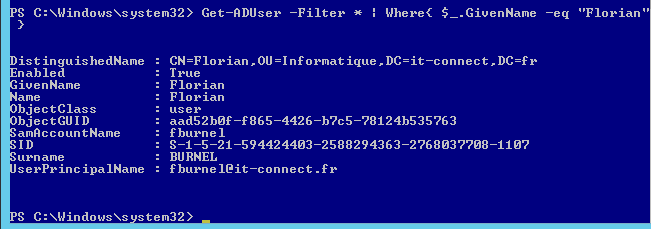 PS C:\Windows\system32> Get-ADUser -Filter * | Where{ $_.GivenName -eq "Florian"
}
DistinguishedName : CN=Florian,OU=Informatique,DC=it-connect,DC=fr
Enabled           : True
GivenName         : Florian
Name              : Florian
ObjectClass       : user
ObjectGUID        : aad52b0f-f865-4426-b7c5-78124b535763
SamAccountName    : fburnel
SID               : S-1-5-21-594424403-2588294363-2768037708-1107
Surname           : BURNEL
UserPrincipalName : fburnel@it-connect.fr
PS C:\Windows\system32> _